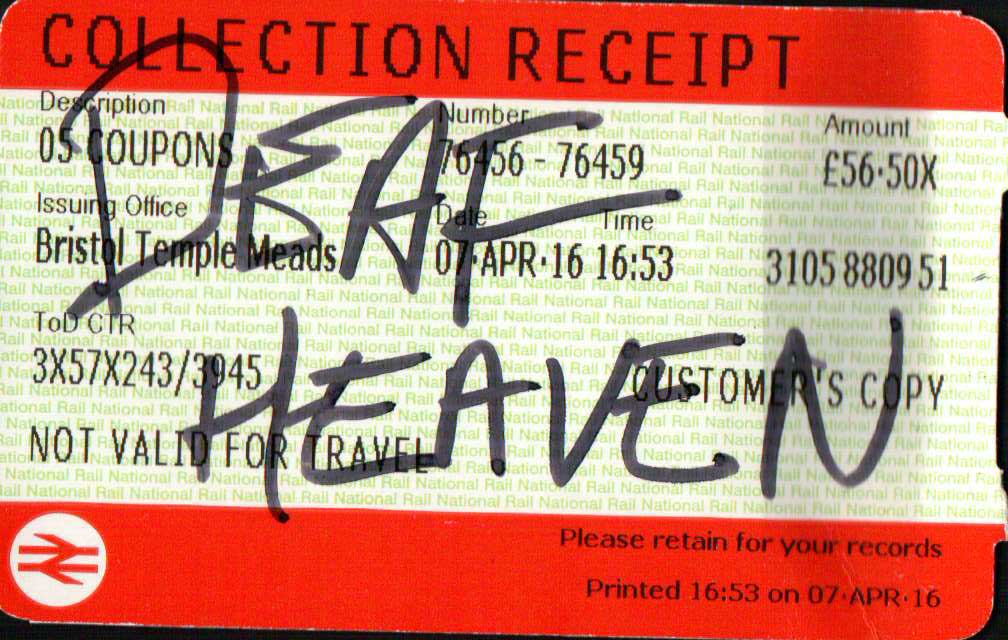 COLLECTION RECEIPT
Description Number Amount
05 COUPONS 76456 - 76459 £56·50X
Issuing Office Date Time
Bristol Temple Meads 07·APR·16 16:53 3105 8809 51
DEAF
ToD CTR
3X57X243/3945 CUSTOMER'S COPY
HEAVEN
NOT VALID FOR TRAVEL
Please retain for your records
Printed 16:53 on 07·APR·16